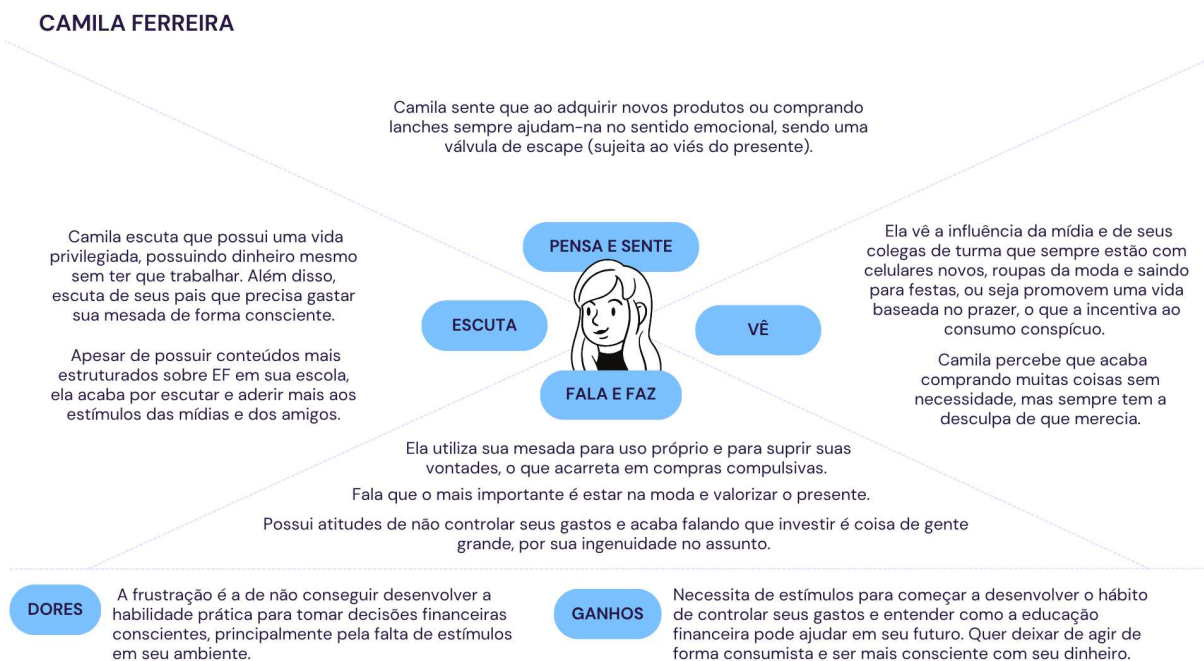 CAMILA FERREIRA
Camila sente que ao adquirir novos produtos ou comprando
lanches sempre ajudam-na no sentido emocional, sendo uma
válvula de escape (sujeita ao viés do presente).
PENSA E SENTE
Camila escuta que possui uma vida
privilegiada, possuindo dinheiro mesmo
sem ter que trabalhar. Além disso,
escuta de seus pais que precisa gastar
sua mesada de forma consciente.
Apesar de possuir conteúdos mais
estruturados sobre EF em sua escola,
ela acaba por escutar e aderir mais aos
estímulos das mídias e dos amigos.
ESCUTA
VÊ
Ela vê a influência da mídia e de seus
colegas de turma que sempre estão com
celulares novos, roupas da moda e saindo
para festas, ou seja promovem uma vida
baseada no prazer, o que a incentiva ao
consumo conspícuo.
Camila percebe que acaba
comprando muitas coisas sem
necessidade, mas sempre tem a
desculpa de que merecia.
FALA E FAZ
Ela utiliza sua mesada para uso próprio e para suprir suas
vontades, o que acarreta em compras compulsivas.
Fala que o mais importante é estar na moda e valorizar o presente.
Possui atitudes de não controlar seus gastos e acaba falando que investir é coisa de gente
grande, por sua ingenuidade no assunto.
DORES
A frustração é a de não conseguir desenvolver a
habilidade prática para tomar decisões financeiras
conscientes, principalmente pela falta de estímulos
em seu ambiente.
GANHOS
Necessita de estímulos para começar a desenvolver o hábito
de controlar seus gastos e entender como a educação
financeira pode ajudar em seu futuro. Quer deixar de agir de
forma consumista e ser mais consciente com seu dinheiro.